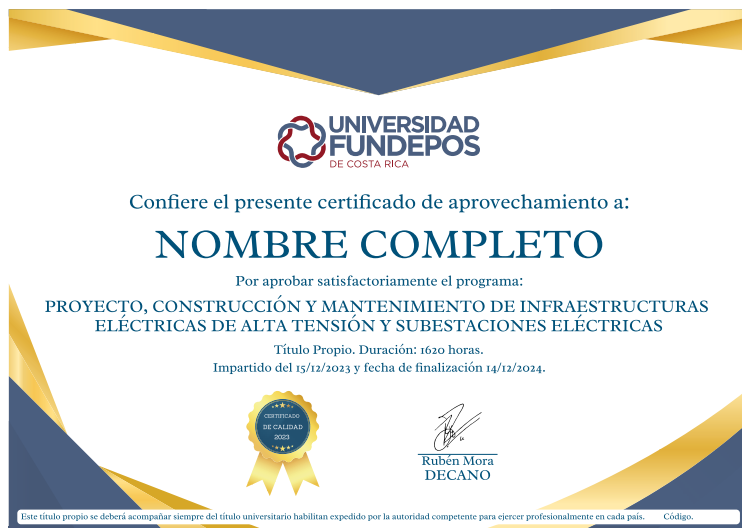 UNIVERSIDAD
FUNDEPOS
DE COSTA RICA
Confiere el presente certificado de aprovechamiento a:
NOMBRE COMPLETO
Por aprobar satisfactoriamente el programa:
PROYECTO, CONSTRUCCIÓN Y MANTENIMIENTO DE INFRAESTRUCTURAS
ELÉCTRICAS DE ALTA TENSIÓN Y SUBESTACIONES ELÉCTRICAS
Título Propio. Duración: 1620 horas.
Impartido del 15/12/2023 y fecha de finalización 14/12/2024.
CERTIFICADO
DE CALIDAD
2023
Rubén Mora
DECANO
Este título propio se deberá acompañar siempre del título universitario habilitan expedido por la autoridad competente para ejercer profesionalmente en cada país. Código.